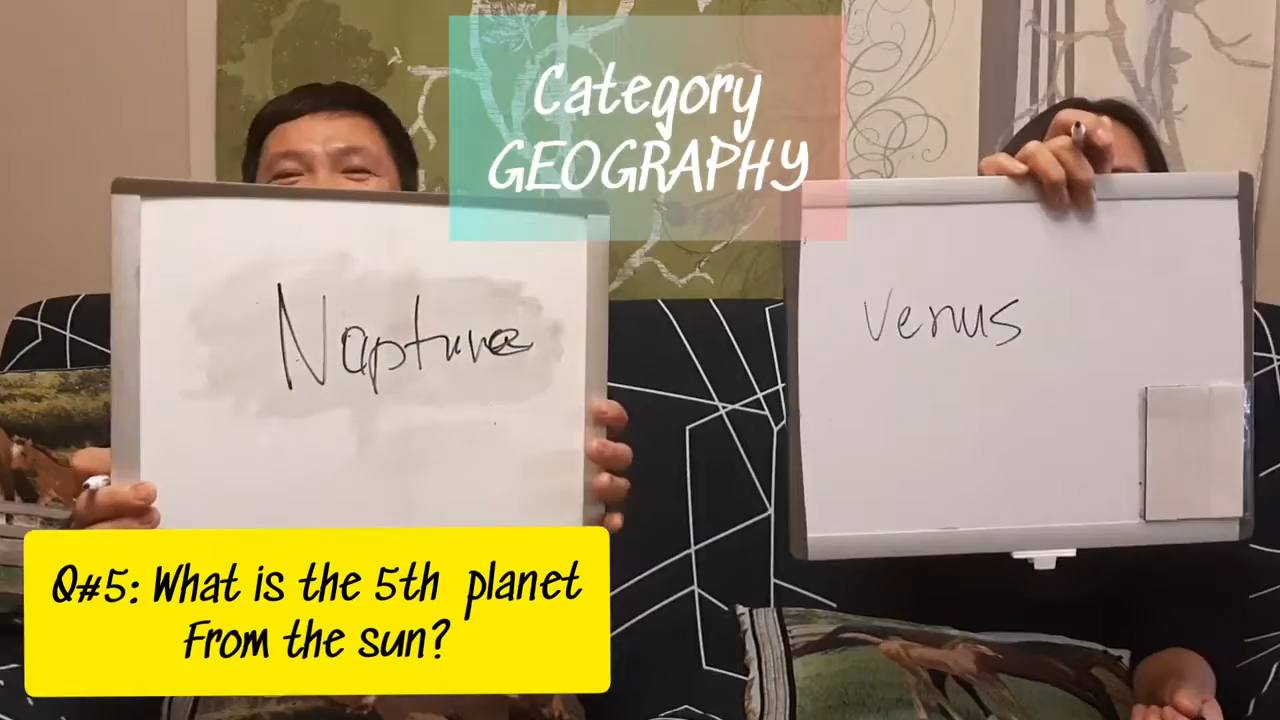 Category
GEOGRAPHY
Naptune
Venus
Q#5: What is the 5th planet
From the sun?